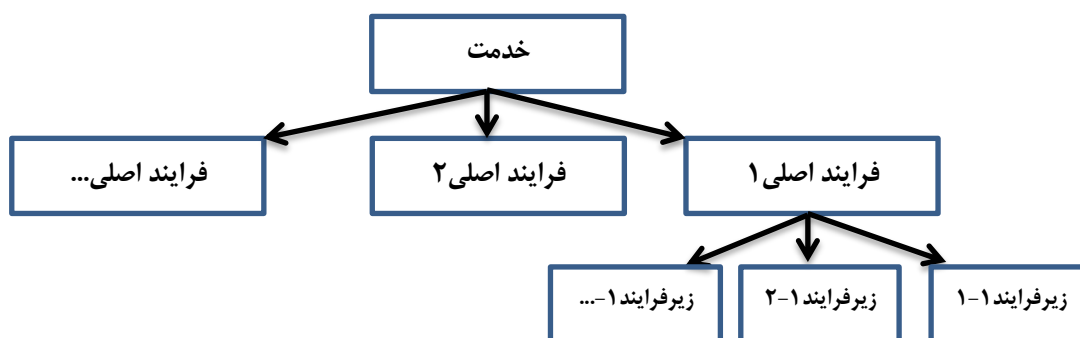 خدمت
فرایند اصلی۱
فرایند اصلی۲
فرایند اصلی...
زیرفرایند۱-۱
زیرفرایند۱-۲
زیرفرایند۱-...